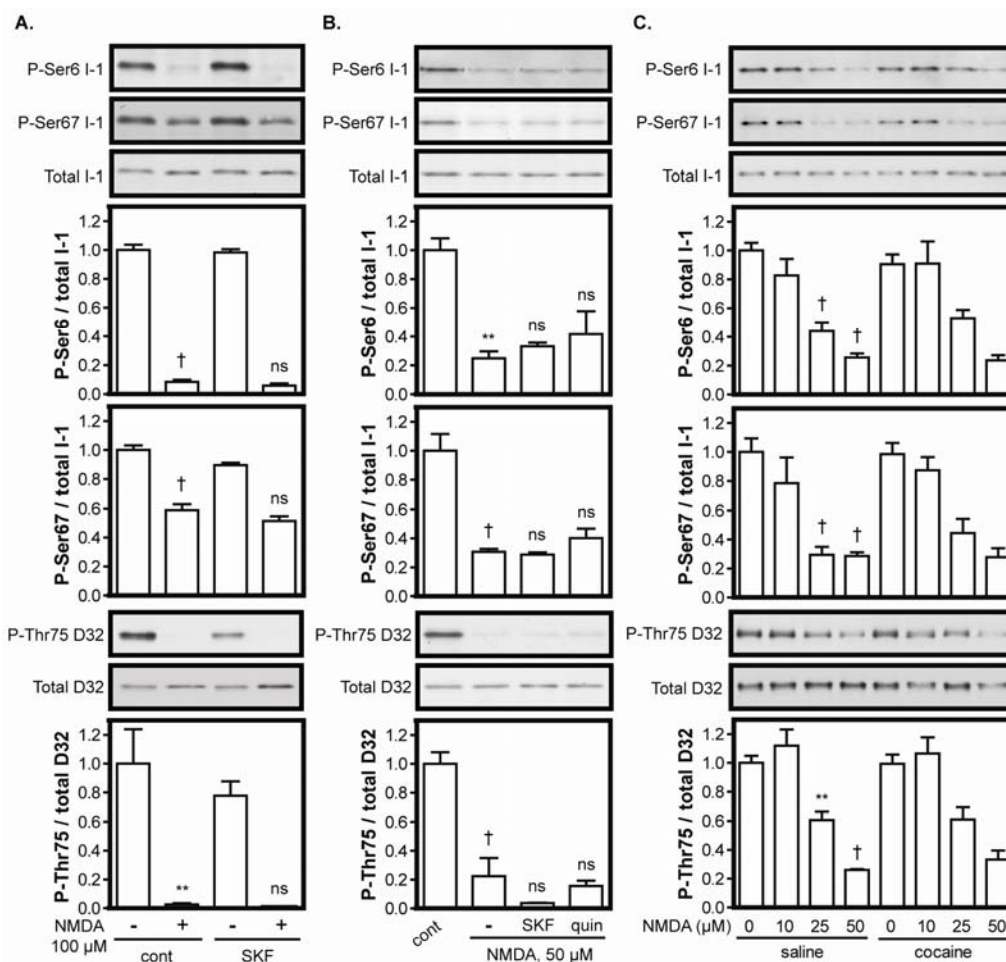 A.
P-Ser6 I-1
P-Ser67 I-1
Total I-1
P-Ser6 / total I-1
1.2
1.0
0.8
0.6
0.4
0.2
0.0
†
ns
P-Ser67 / total I-1
1.2
1.0
0.8
0.6
0.4
0.2
0.0
†
ns
P-Thr75 D32
Total D32
P-Thr75 / total D32
1.2
1.0
0.8
0.6
0.4
0.2
0.0
**
ns
NMDA
100 µM
- + - +
cont SKF
B.
P-Ser6 I-1
P-Ser67 I-1
Total I-1
P-Ser6 / total I-1
1.2
1.0
0.8
0.6
0.4
0.2
0.0
** ns ns
P-Ser67 / total I-1
1.2
1.0
0.8
0.6
0.4
0.2
0.0
† ns ns
P-Thr75 D32
Total D32
P-Thr75 / total D32
1.2
1.0
0.8
0.6
0.4
0.2
0.0
† ns ns
cont - SKF quin
NMDA, 50 µM
C.
P-Ser6 I-1
P-Ser67 I-1
Total I-1
P-Ser6 / total I-1
1.2
1.0
0.8
0.6
0.4
0.2
0.0
† †
P-Ser67 / total I-1
1.2
1.0
0.8
0.6
0.4
0.2
0.0
† †
P-Thr75 D32
Total D32
P-Thr75 / total D32
1.2
1.0
0.8
0.6
0.4
0.2
0.0
** †
NMDA (µM) 0 10 25 50 0 10 25 50
saline cocaine